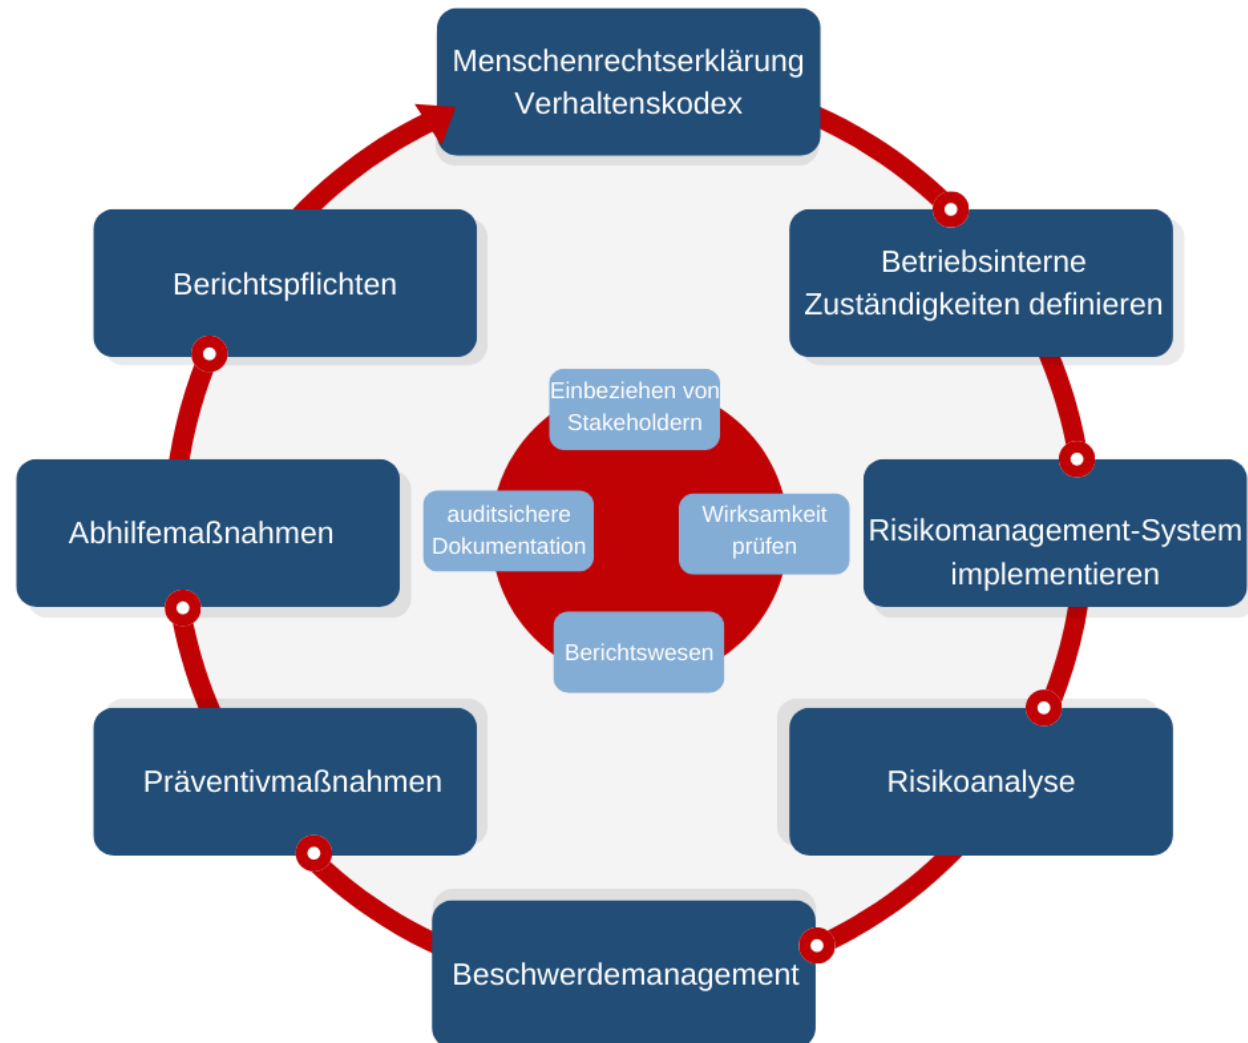 Menschenrechtserklärung
Verhaltenskodex
Betriebsinterne
Zuständigkeiten definieren
Risikomanagement-System
implementieren
Risikoanalyse
Beschwerdemanagement
Präventivmaßnahmen
Abhilfemaßnahmen
Berichtspflichten
Einbeziehen von
Stakeholdern
Wirksamkeit
prüfen
Berichtswesen
auditsichere
Dokumentation